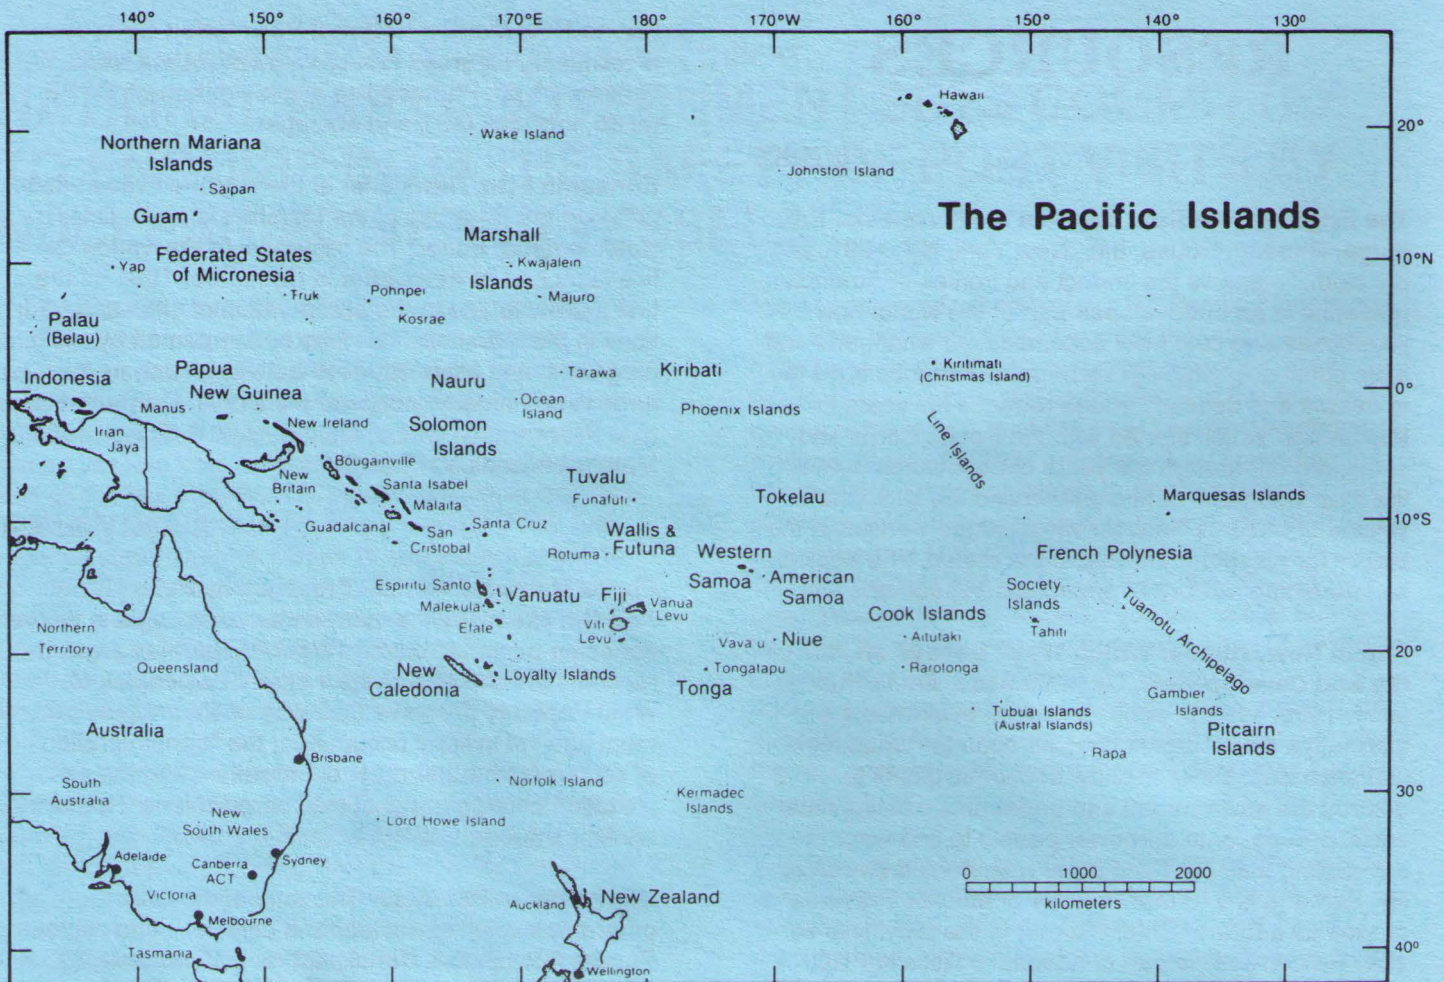 140° 150° 160° 170°E 180° 170°W 160° 150° 140° 130°
Hawaii
20°
Wake Island
Northern Mariana
Islands
Johnston Island
Saipan
Guam
The Pacific Islands
Marshall
Federated States
of Micronesia
10°N
Yap
Kwajalein
Islands
Pohnpei
Truk
Majuro
Kosrae
Palau
(Belau)
Kiritimati
(Christmas Island)
Papua
New Guinea
Indonesia
Nauru
Tarawa
Kiribati
0°
Manus
Ocean
Island
Phoenix Islands
Line Islands
New Ireland
Solomon
Islands
Irian
Jaya
Bougainville
New
Britain
Santa Isabel
Tuvalu
Funafuti
Tokelau
Marquesas Islands
Malaita
10°S
Guadalcanal
San
Cristobal
Santa Cruz
Wallis &
Futuna
Rotuma
Western
Samoa
French Polynesia
American
Samoa
Espiritu Santo
Vanuatu
Fiji
Society
Islands
Tuamotu Archipelago
Malekula
Vanua
Levu
Cook Islands
Efate
Viti
Levu
Northern
Territory
Tahiti
Vavau
Niue
Aitutaki
20°
Queensland
New
Caledonia
Loyalty Islands
Tongatapu
Rarotonga
Tonga
Gambier
Islands
Tubuai Islands
(Austral Islands)
Australia
Pitcairn
Islands
Brisbane
Rapa
South
Australia
Norfolk Island
Kermadec
Islands
30°
New
South Wales
Lord Howe Island
Adelaide
Canberra
ACT
Sydney
0 1000 2000
kilometers
Victoria
Auckland
New Zealand
Melbourne
Tasmania
40°
Wellington